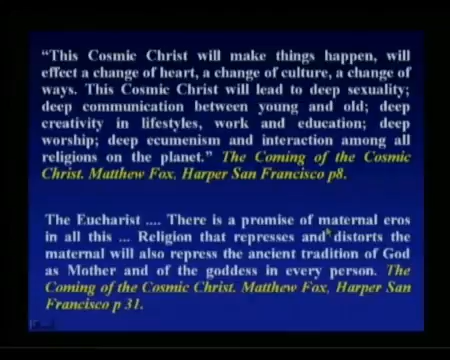 “This Cosmic Christ will make things happen, will
effect a change of heart, a change of culture, a change of
ways. This Cosmic Christ will lead to deep sexuality;
deep communication between young and old; deep
creativity in lifestyles, work and education; deep
worship; deep ecumenism and interaction among all
religions on the planet.” The Coming of the Cosmic
Christ. Matthew Fox, Harper San Francisco p8.
The Eucharist .... There is a promise of maternal eros
in all this ... Religion that represses and distorts the
maternal will also repress the ancient tradition of God
as Mother and of the goddess in every person. The
Coming of the Cosmic Christ. Matthew Fox, Harper San
Francisco p 31.